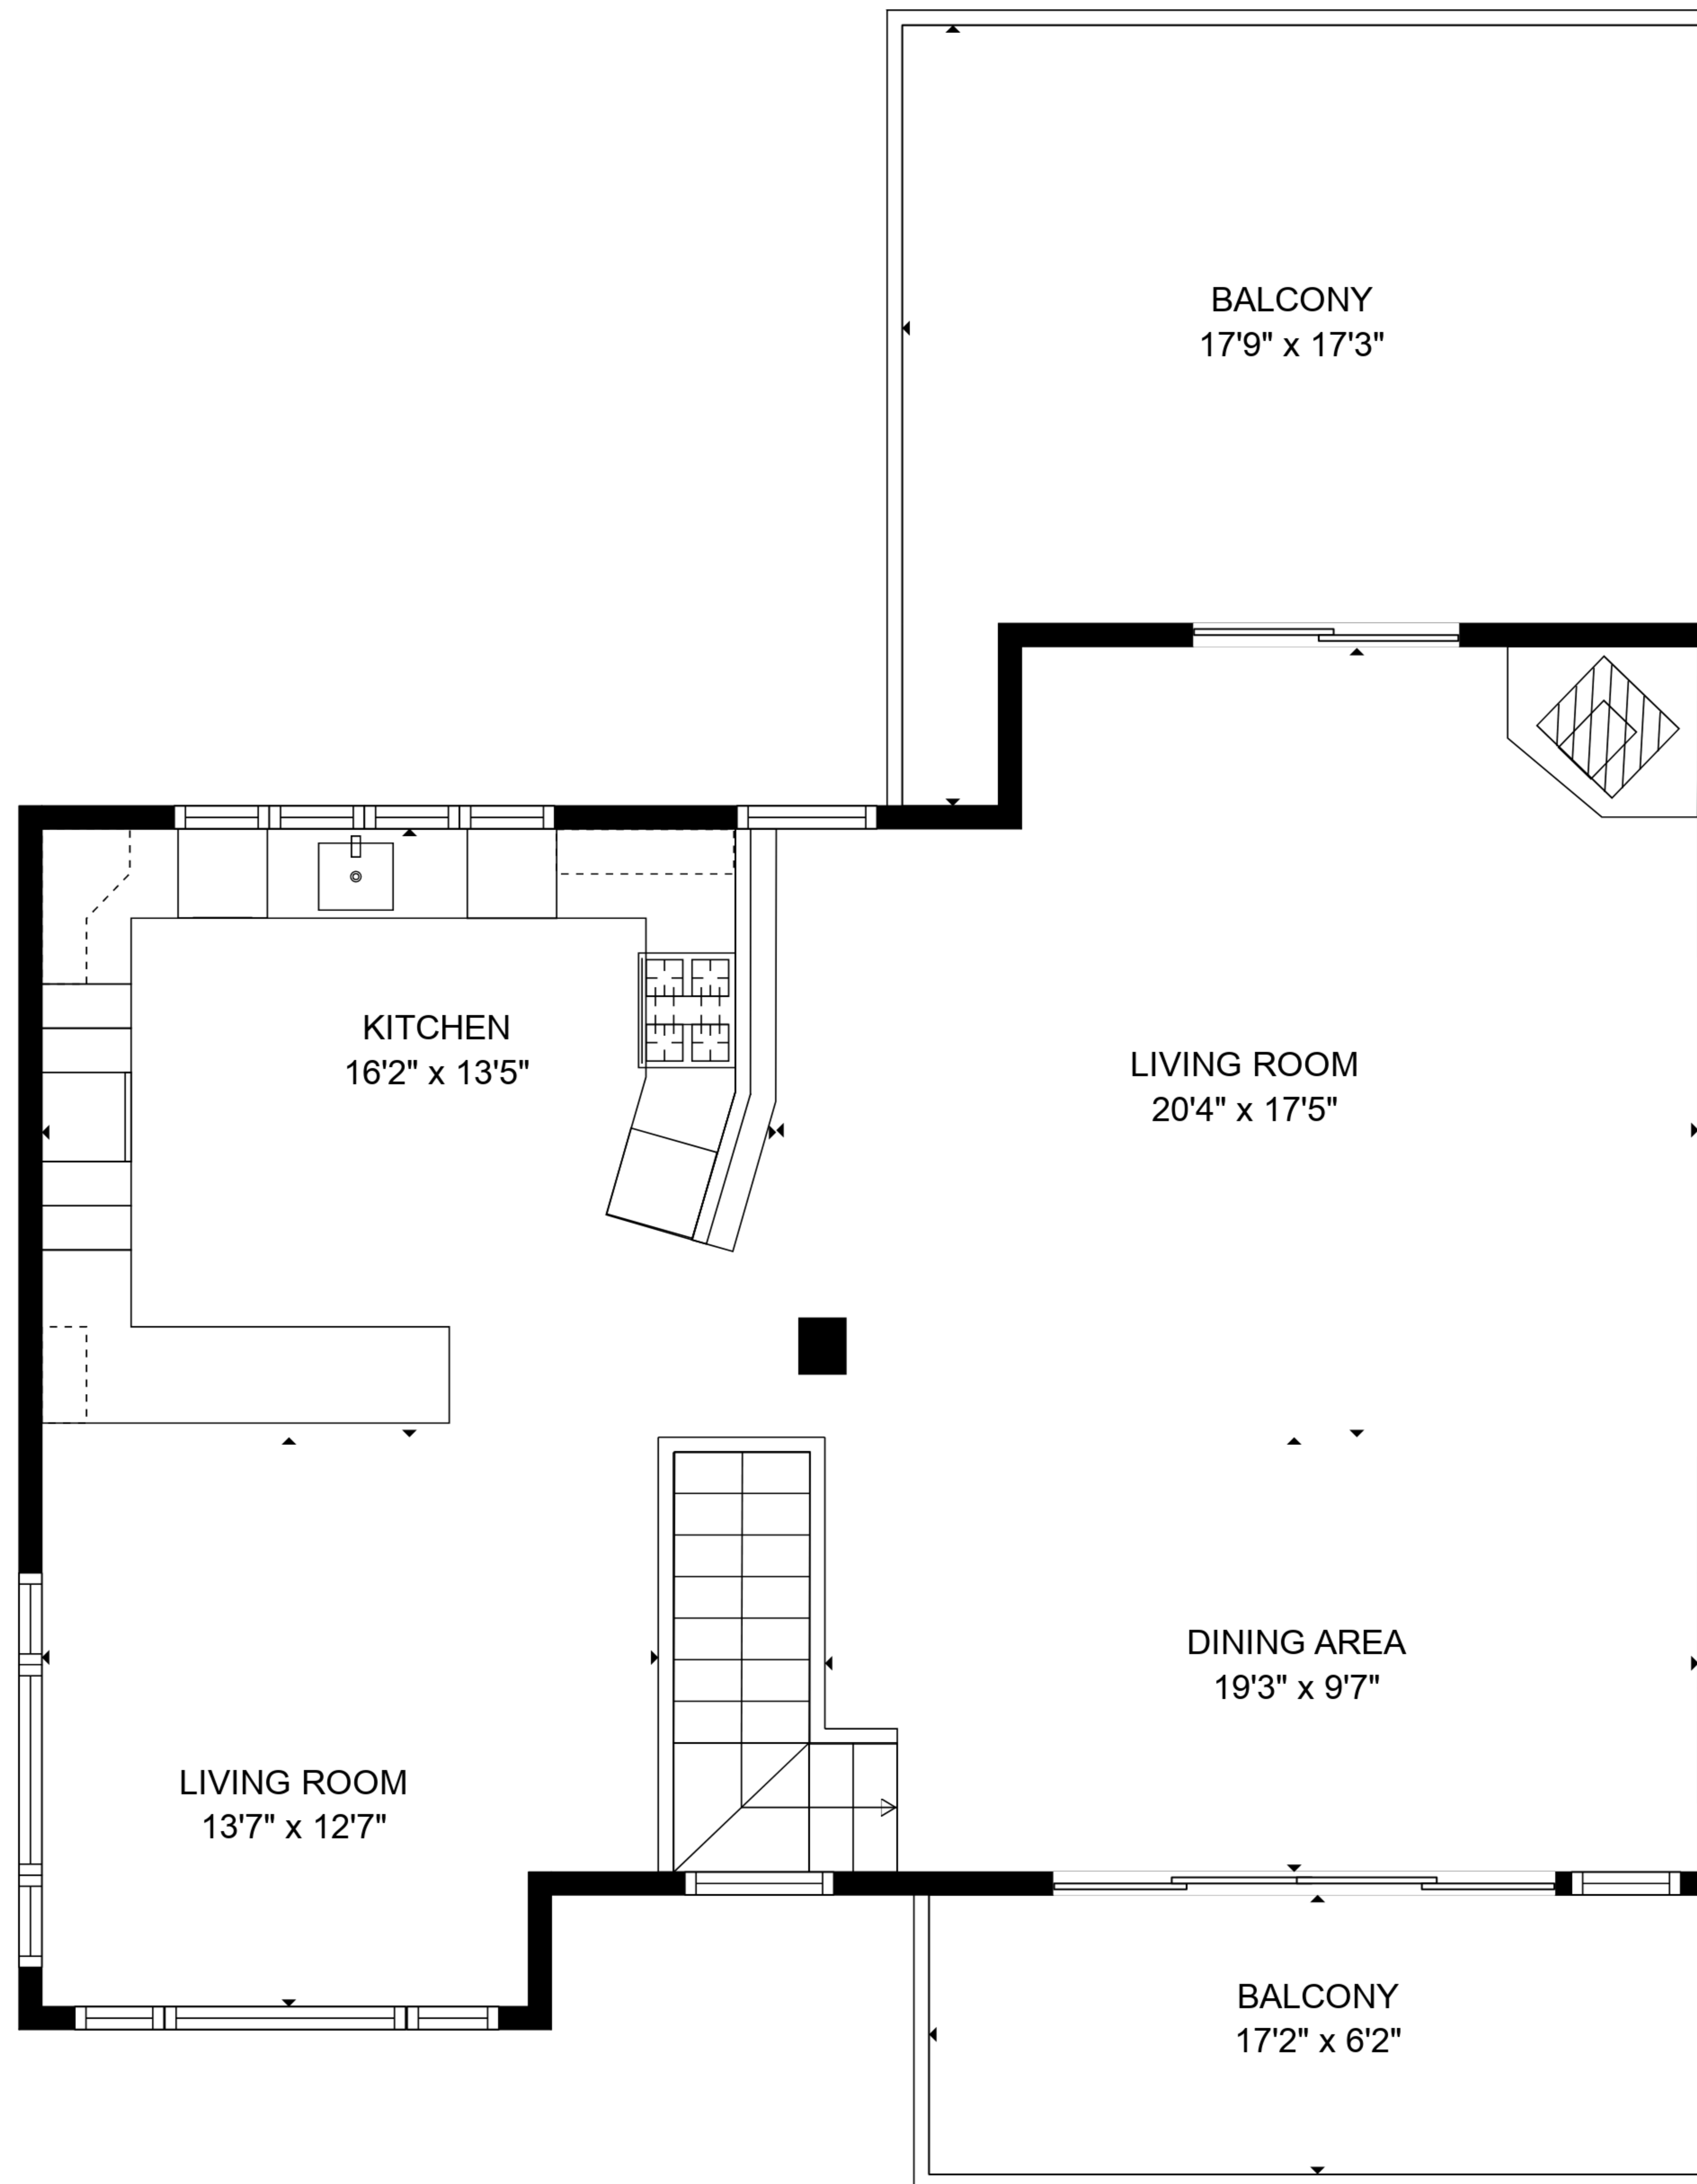 BALCONY
17'9" x 17'3"
KITCHEN
16'2" x 13'5"
LIVING ROOM
20'4" x 17'5"
DINING AREA
19'3" x 9'7"
LIVING ROOM
13'7" x 12'7"
BALCONY
17'2" x 6'2"